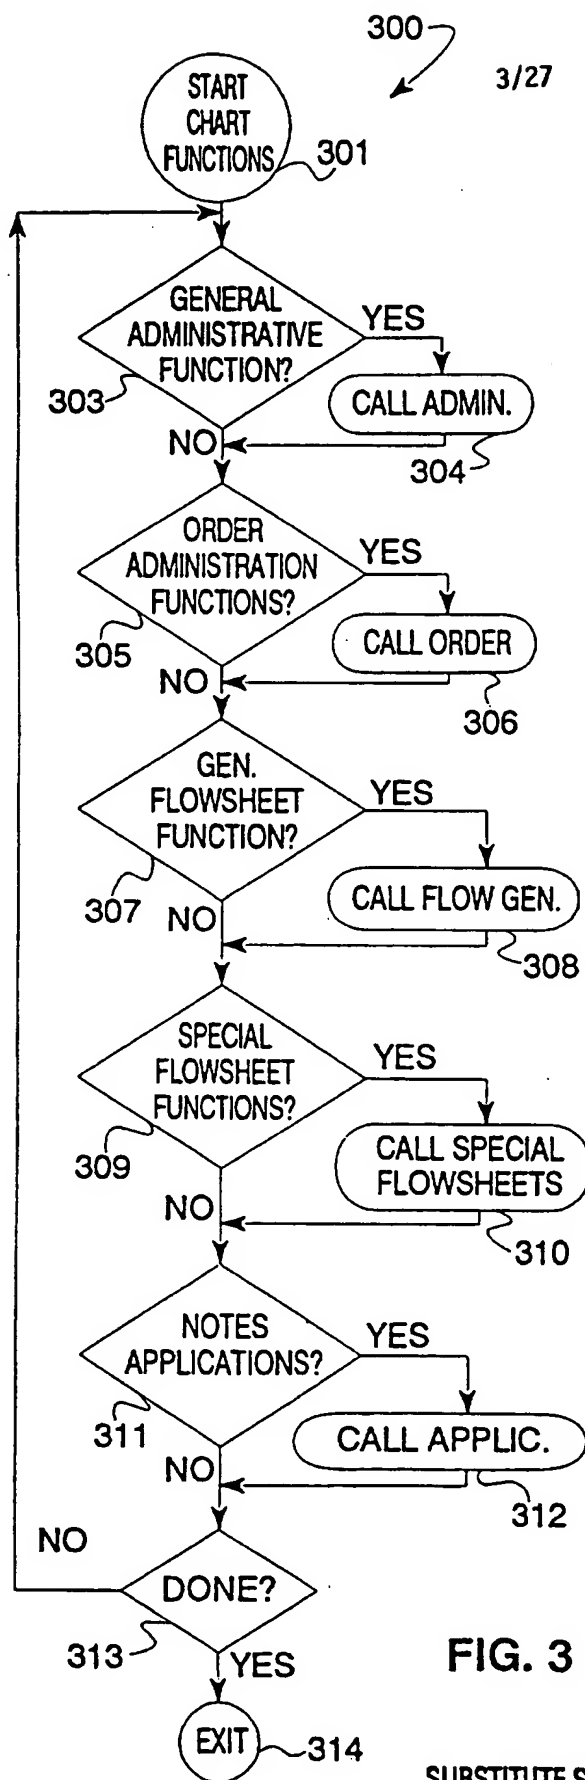 300
3/27
START
CHART
FUNCTIONS
301
GENERAL
ADMINISTRATIVE
FUNCTION?
YES
303
CALL ADMIN.
NO
304
ORDER
ADMINISTRATION
FUNCTIONS?
YES
305
CALL ORDER
NO
306
GEN.
FLOWSHEET
FUNCTION?
YES
307
CALL FLOW GEN.
NO
308
SPECIAL
FLOWSHEET
FUNCTIONS?
YES
309
CALL SPECIAL
FLOWSHEETS
NO
310
NOTES
APPLICATIONS?
YES
311
CALL APPLIC.
NO
312
NO
DONE?
313
YES
FIG. 3
EXIT
314
SUBSTITUTE S